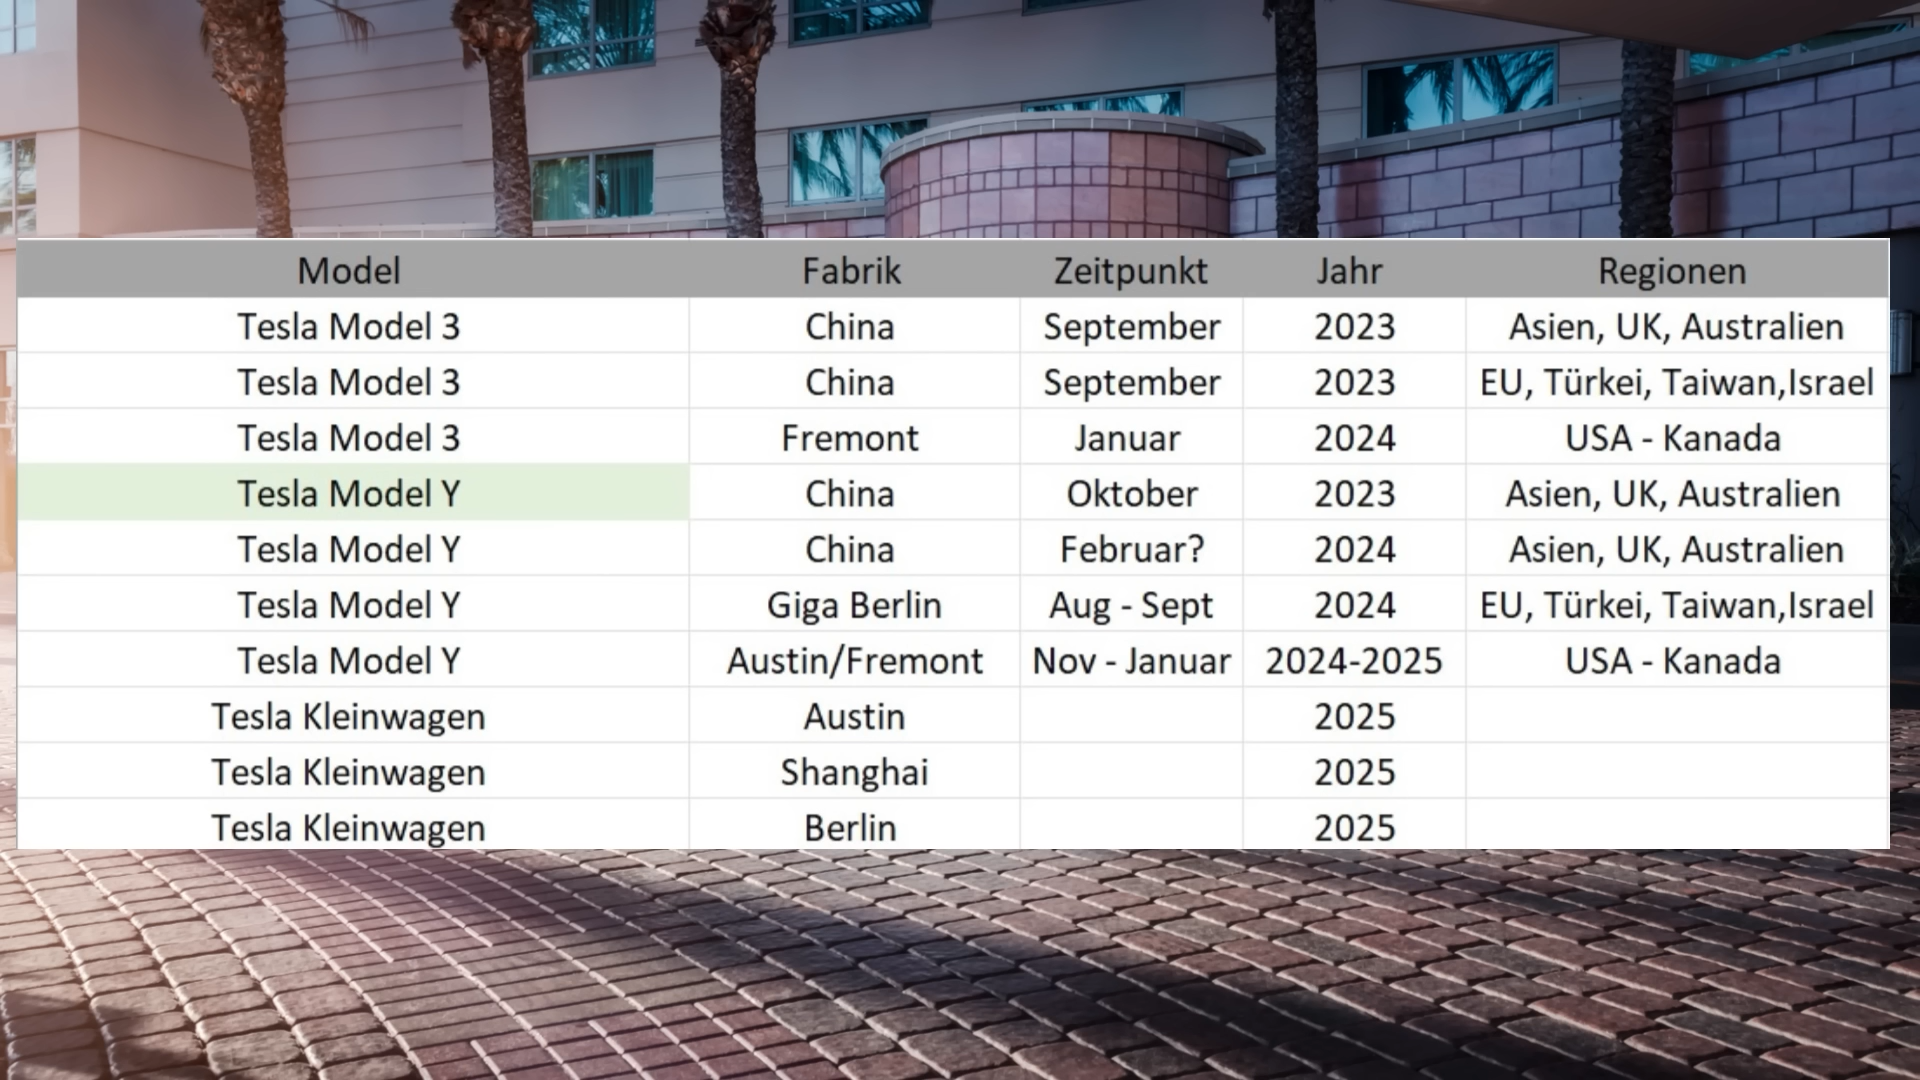 Model Fabrik Zeitpunkt Jahr Regionen
Tesla Model 3 China September 2023 Asien, UK, Australien
Tesla Model 3 China September 2023 EU, Türkei, Taiwan,Israel
Tesla Model 3 Fremont Januar 2024 USA - Kanada
Tesla Model Y China Oktober 2023 Asien, UK, Australien
Tesla Model Y China Februar? 2024 Asien, UK, Australien
Tesla Model Y Giga Berlin Aug - Sept 2024 EU, Türkei, Taiwan,Israel
Tesla Model Y Austin/Fremont Nov - Januar 2024-2025 USA - Kanada
Tesla Kleinwagen Austin 2025
Tesla Kleinwagen Shanghai 2025
Tesla Kleinwagen Berlin 2025